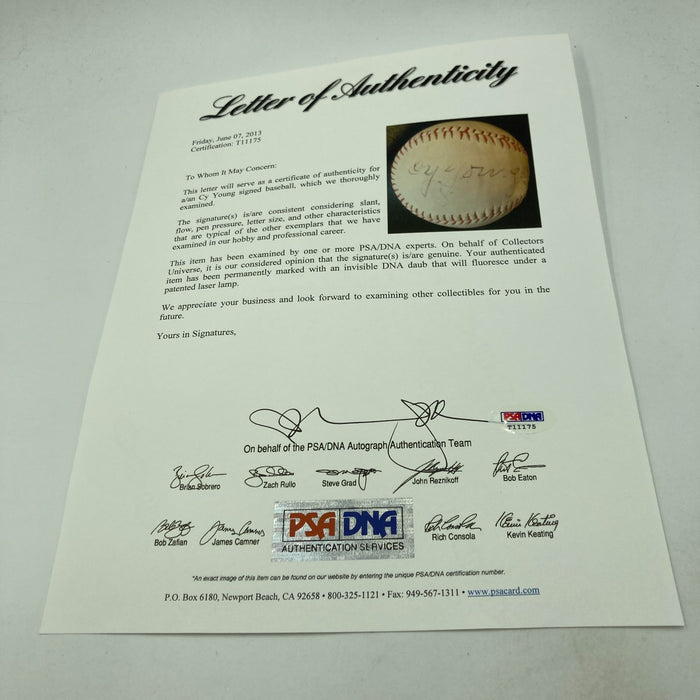 Letter of Authenticity
Friday, June 07, 2013
Certification: T11175
To Whom It May Concern:
This letter will serve as a certificate of authenticity for
a/an Cy Young signed baseball, which we thoroughly
examined.
The signature(s) is/are consistent considering slant,
flow, pen pressure, letter size, and other characteristics
that are typical of the other exemplars that we have
examined in our hobby and professional career.
Cy Young
This item has been examined by one or more PSA/DNA experts. On behalf of Collectors
Universe, it is our considered opinion that the signature(s) is/are genuine. Your authenticated
item has been permanently marked with an invisible DNA daub that will fluoresce under a
patented laser lamp.
We appreciate your business and look forward to examining other collectibles for you in the
future.
Yours in Signatures,
PSA DNA
T11175
On behalf of the PSA/DNA Autograph Authentication Team
Brian Sobrero Zach Rullo Steve Grad John Reznikoff Bob Eaton
Bob Zafian James Camner Rich Consola Kevin Keating
PSA DNA
AUTHENTICATION SERVICES
*An exact image of this item can be found on our website by entering the unique PSA/DNA certification number.
P.O. Box 6180, Newport Beach, CA 92658 • 800-325-1121 • Fax: 949-567-1311 • www.psacard.com